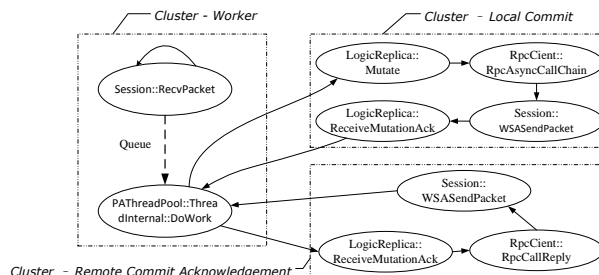 Cluster - Worker
Cluster - Local Commit
Session::RecvPacket
Queue
PAThreadPool::Threa
dInternal::DoWork
LogicReplica::
Mutate
RpcCient::
RpcAsyncCallChain
LogicReplica::
ReceiveMutationAck
Session::
WSASendPacket
Session::
WSASendPacket
LogicReplica::
ReceiveMutationAck
RpcCient::
RpcCallReply
Cluster - Remote Commit Acknowledgement